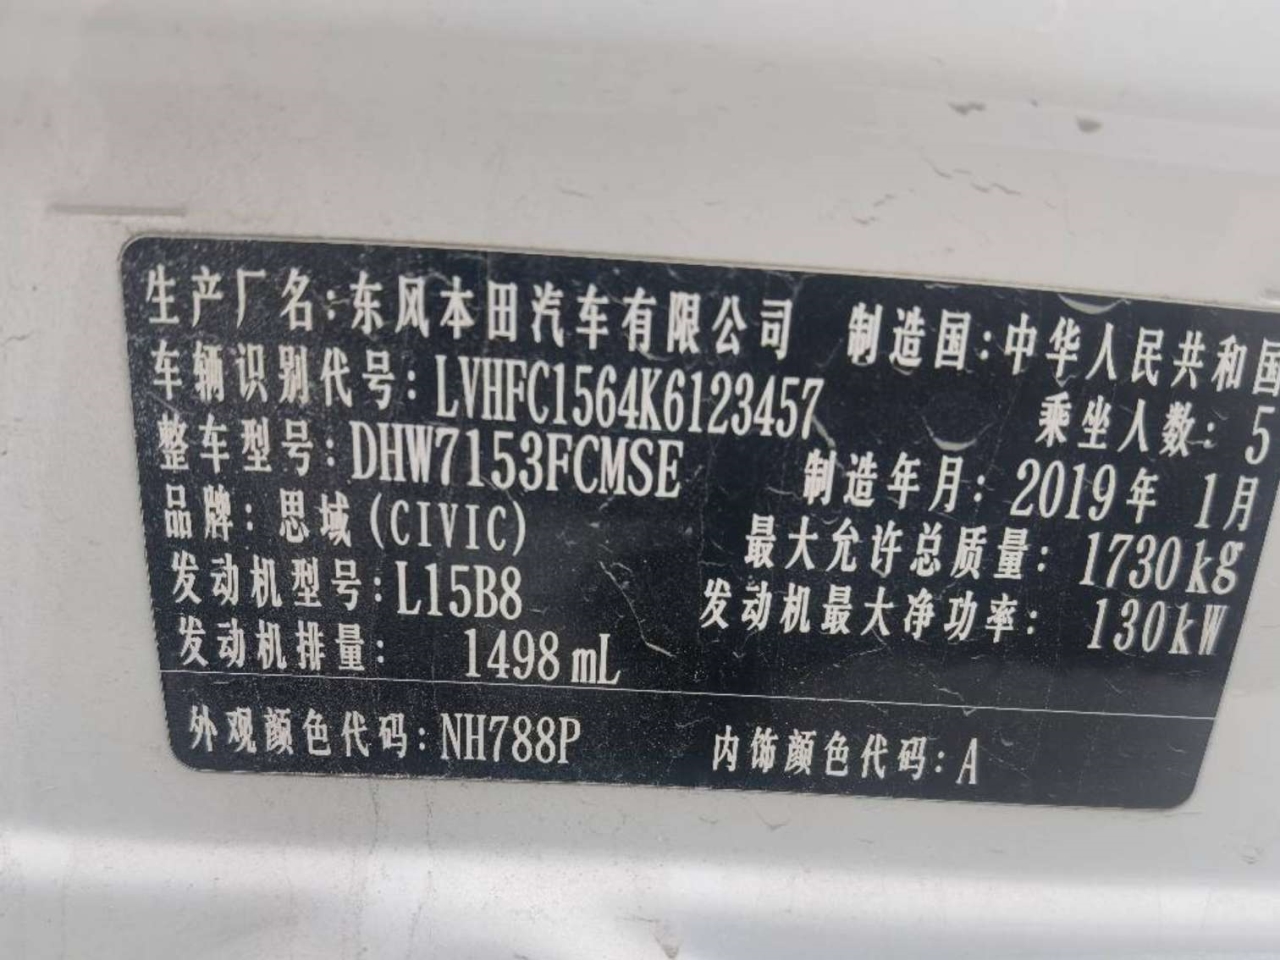 生产厂名：东风本田汽车有限公司 制造国：中华人民共和国
车辆识别代号：LVHFC1564K6123457 乘坐人数：5
整车型号：DHW7153FCMSE 制造年月：2019年 1月
品牌：思域(CIVIC) 最大允许总质量：1730kg
发动机型号：L15B8 发动机最大净功率：130kW
发动机排量： 1498mL
外观颜色代码：NH788P 内饰颜色代码：A